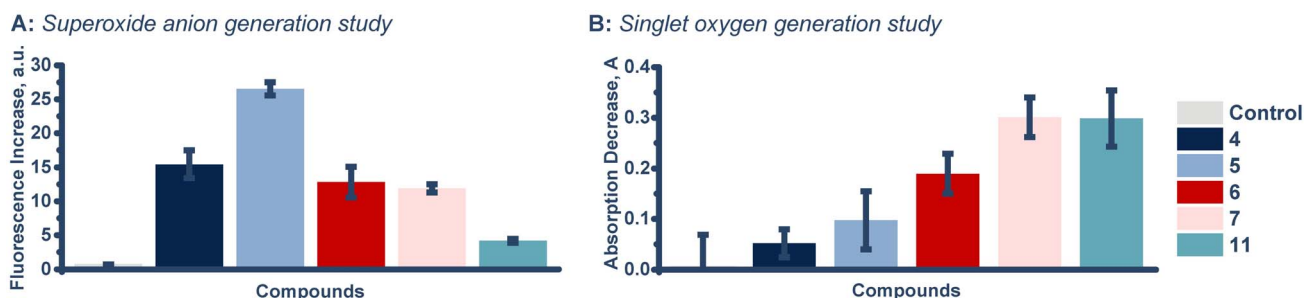 A: Superoxide anion generation study
Fluorescence Increase, a.u.
30
25
20
15
10
5
0
Compounds
B: Singlet oxygen generation study
Absorption Decrease, A
0.4
0.3
0.2
0.1
0.0
Compounds
Control
4
5
6
7
11